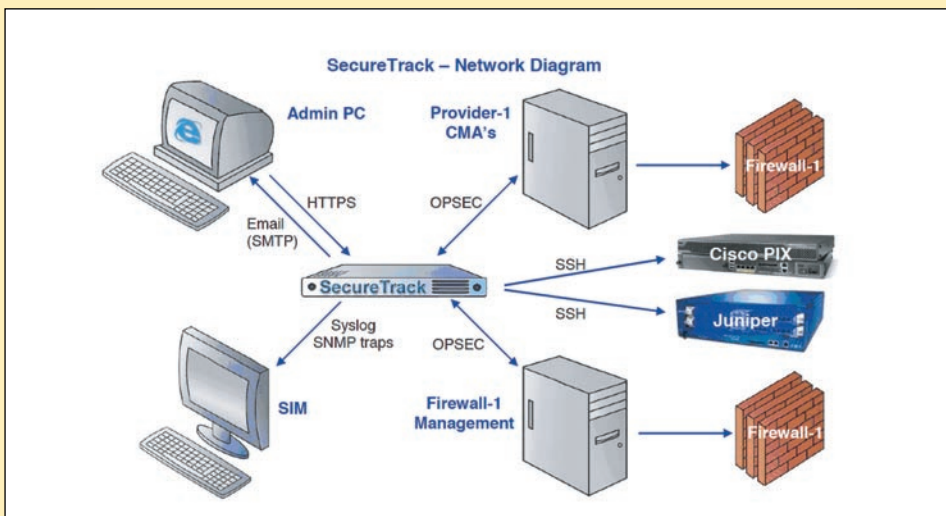 SecureTrack – Network Diagram
Admin PC
Provider-1
CMA's
Firewall-1
HTTPS
Email
(SMTP)
OPSEC
SSH
Cisco PIX
SecureTrack
SSH
Juniper
Syslog
SNMP traps
OPSEC
SIM
Firewall-1
Management
Firewall-1